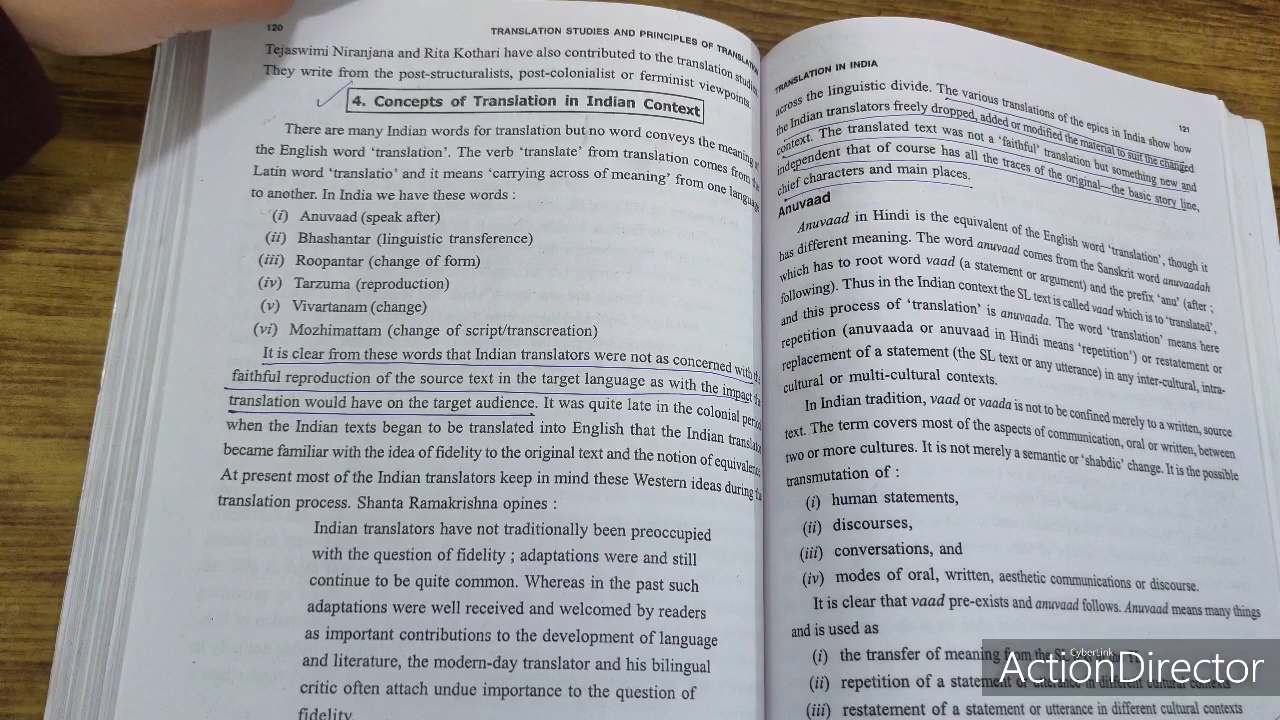 120
TRANSLATION STUDIES AND PRINCIPLES OF
Tejaswimi Niranjana and Rita Kothari have also contributed to the translation
They write from the post-structuralists, post-colonialist or ferminist viewpoints.
4. Concepts of Translation in Indian Context
There are many Indian words for translation but no word conveys the meaning
the English word ‘translation’. The verb ‘translate’ from translation comes from
Latin word ‘translatio’ and it means ‘carrying across of meaning’ from one
to another. In India we have these words :
(i) Anuvaad (speak after)
(ii) Bhashantar (linguistic transference)
(iii) Roopantar (change of form)
(iv) Tarzuma (reproduction)
(v) Vivartanam (change)
(vi) Mozhimattam (change of script/transcreation)
It is clear from these words that Indian translators were not as concerned with
faithful reproduction of the source text in the target language as with the impact
translation would have on the target audience. It was quite late in the colonial
when the Indian texts began to be translated into English that the Indian
became familiar with the idea of fidelity to the original text and the notion of
At present most of the Indian translators keep in mind these Western ideas during
translation process. Shanta Ramakrishna opines :
Indian translators have not traditionally been preoccupied
with the question of fidelity ; adaptations were and still
continue to be quite common. Whereas in the past such
adaptations were well received and welcomed by readers
as important contributions to the development of language
and literature, the modern-day translator and his bilingual
critic often attach undue importance to the question of
fidelity.
TRANSLATION IN INDIA
121
across the linguistic divide. The various translations of the epics in India show how
the Indian translators freely dropped, added or modified the material to suit the changed
context. The translated text was not a ‘faithful’ translation but something new and
independent that of course has all the traces of the original—the basic story line,
chief characters and main places.
Anuvaad
Anuvaad in Hindi is the equivalent of the English word ‘translation’, though it
has different meaning. The word anuvaad comes from the Sanskrit word anuvaadah
which has to root word vaad (a statement or argument) and the prefix ‘anu’ (after ;
following). Thus in the Indian context the SL text is called vaad which is to ‘translated’,
and this process of ‘translation’ is anuvaada. The word ‘translation’ means here
repetition (anuvaada or anuvaad in Hindi means ‘repetition’) or restatement or
replacement of a statement (the SL text or any utterance) in any inter-cultural, intra-
cultural or multi-cultural contexts.
In Indian tradition, vaad or vaada is not to be confined merely to a written, source
text. The term covers most of the aspects of communication, oral or written, between
two or more cultures. It is not merely a semantic or ‘shabdic’ change. It is the possible
transmutation of :
(i) human statements,
(ii) discourses,
(iii) conversations, and
(iv) modes of oral, written, aesthetic communications or discourse.
It is clear that vaad pre-exists and anuvaad follows. Anuvaad means many things
and is used as
(i) the transfer of meaning from the
(ii) repetition of a statement or utterance in different cultural contexts
(iii) restatement of a statement or utterance in different cultural contexts
CyberLink
ActionDirector